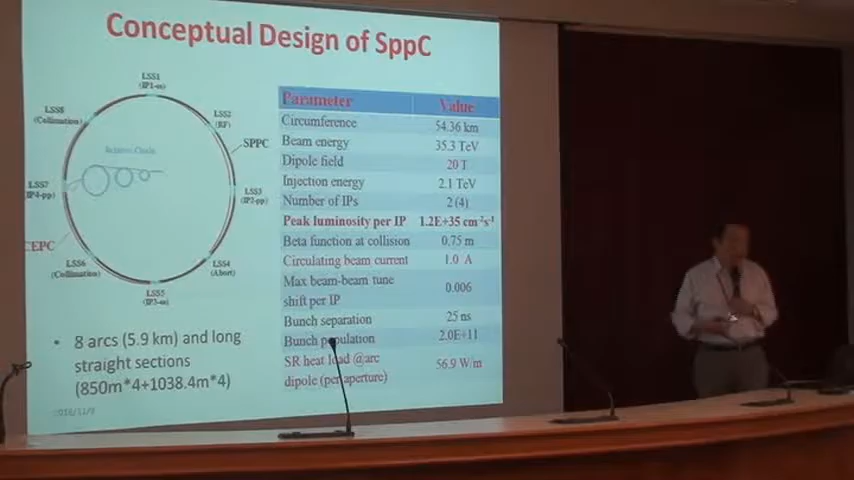 Conceptual Design of SppC
LSS1
(IP1-ee)
LSS2
(RF)
SPPC
LSS3
(IP2-pp)
LSS4
(Abort)
LSS5
(IP3-ee)
LSS6
(Collimation)
CEPC
LSS7
(IP4-pp)
LSS8
(Collimation)
Parameter Value
Circumference 54.36 km
Beam energy 35.3 TeV
Dipole field 20 T
Injection energy 2.1 TeV
Number of IPs 2 (4)
Peak luminosity per IP 1.2E+35 cm⁻²s⁻¹
Beta function at collision 0.75 m
Circulating beam current 1.0 A
Max beam-beam tune
shift per IP 0.006
Bunch separation 25 ns
Bunch population 2.0E+11
SR heat load @arc
dipole (per aperture) 56.9 W/m
• 8 arcs (5.9 km) and long
straight sections
(850m*4+1038.4m*4)